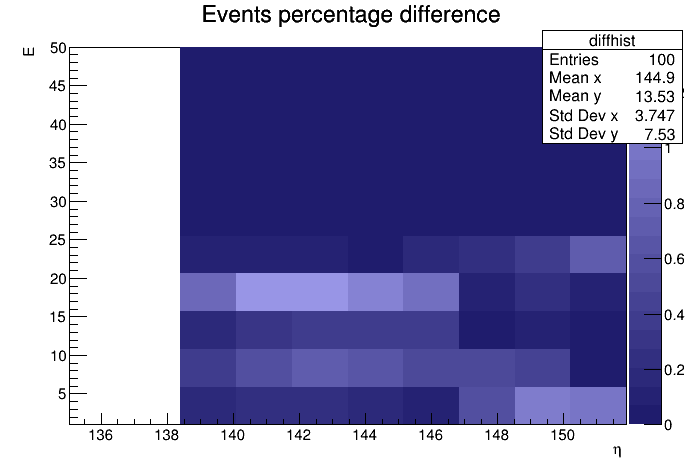 Events percentage difference
diffhist
Entries 100
Mean x 144.9
Mean y 13.53
Std Dev x 3.747
Std Dev y 7.53
E
50
45
40
35
30
25
20
15
10
5
136 138 140 142 144 146 148 150
η
1
0.8
0.6
0.4
0.2
0